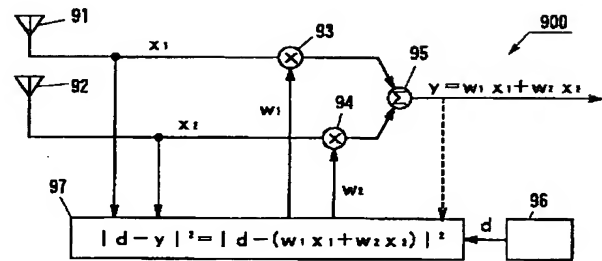 91
x₁
93
95
900
y=w₁ x₁+w₂ x₂
92
w₁
94
x₂
w₂
97
|d-y|²=|d-(w₁ x₁+w₂ x₂)|²
d
96
Σ